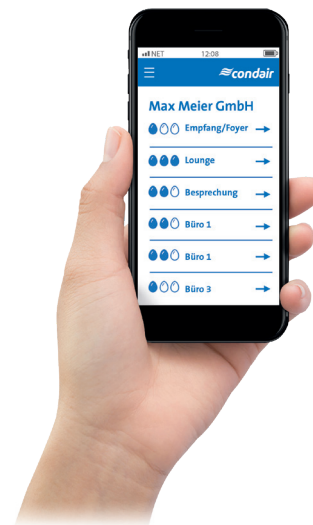 NET 12:08
condair
Max Meier GmbH
Empfang/Foyer
Lounge
Besprechung
Büro 1
Büro 1
Büro 3